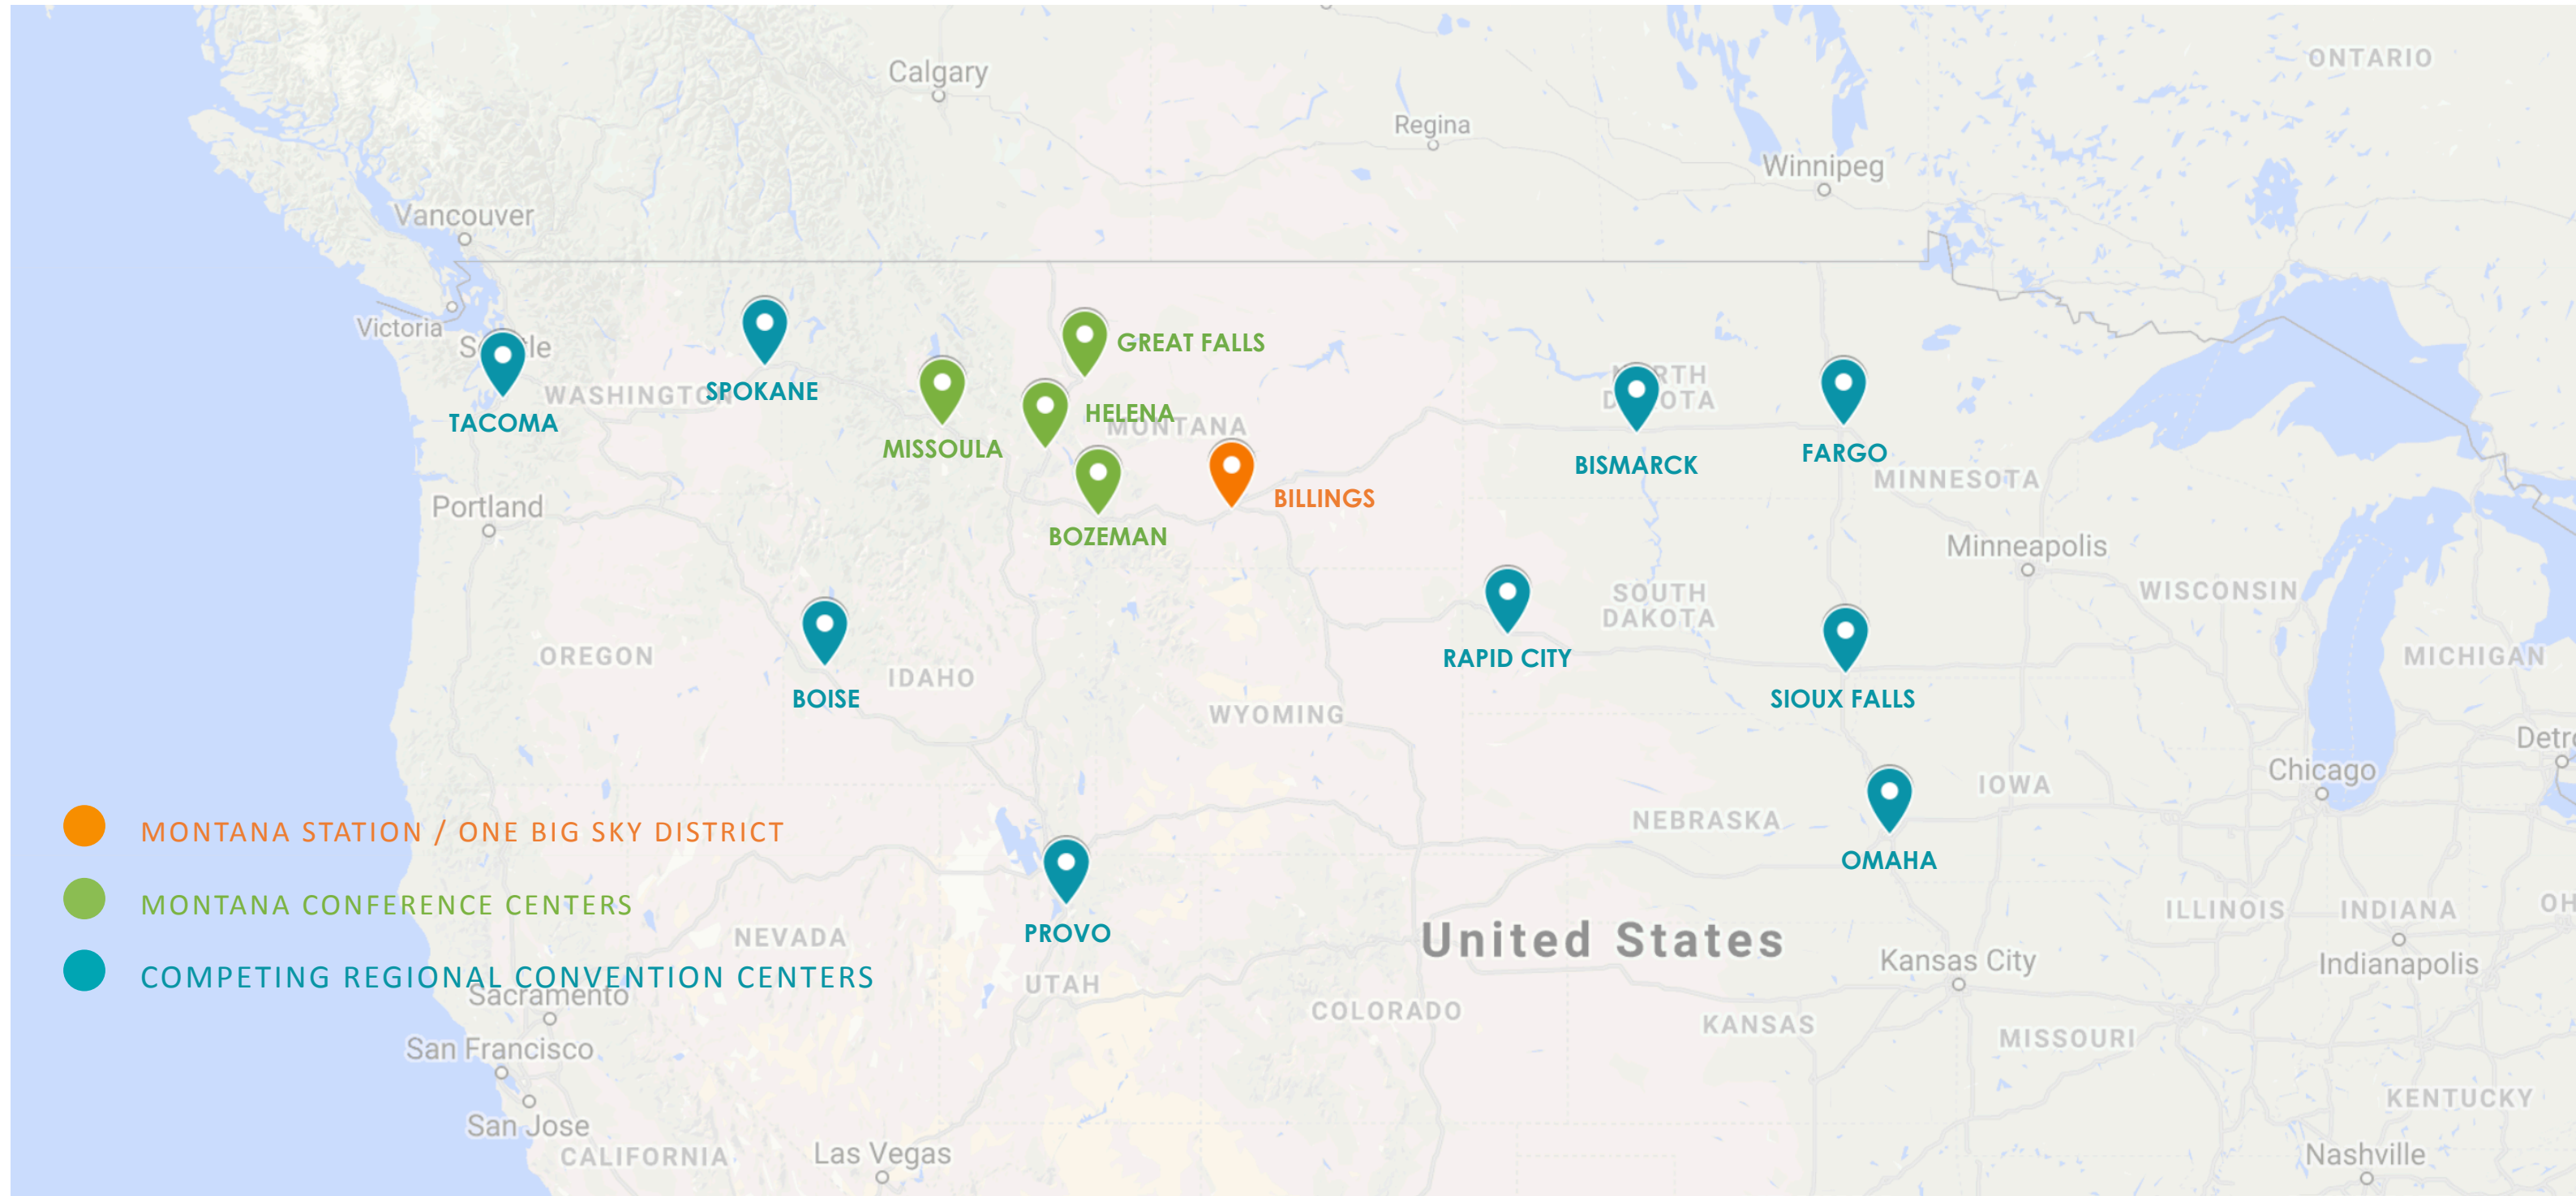 ONTARIO
Calgary
Regina
Winnipeg
Vancouver
Victoria
GREAT FALLS
TACOMA
WASHINGTON
SPOKANE
MISSOULA
HELENA
MONTANA
BISMARCK
FARGO
MINNESOTA
BILLINGS
BOZEMAN
Portland
Minneapolis
WISCONSIN
SOUTH
DAKOTA
OREGON
IDAHO
BOISE
RAPID CITY
SIOUX FALLS
MICHIGAN
WYOMING
Chicago
IOWA
NEBRASKA
OMAHA
MONTANA STATION / ONE BIG SKY DISTRICT
MONTANA CONFERENCE CENTERS
COMPETING REGIONAL CONVENTION CENTERS
PROVO
NEVADA
UTAH
United States
ILLINOIS
INDIANA
Kansas City
Indianapolis
Sacramento
COLORADO
KANSAS
MISSOURI
San Francisco
San Jose
KENTUCKY
CALIFORNIA
Las Vegas
Nashville